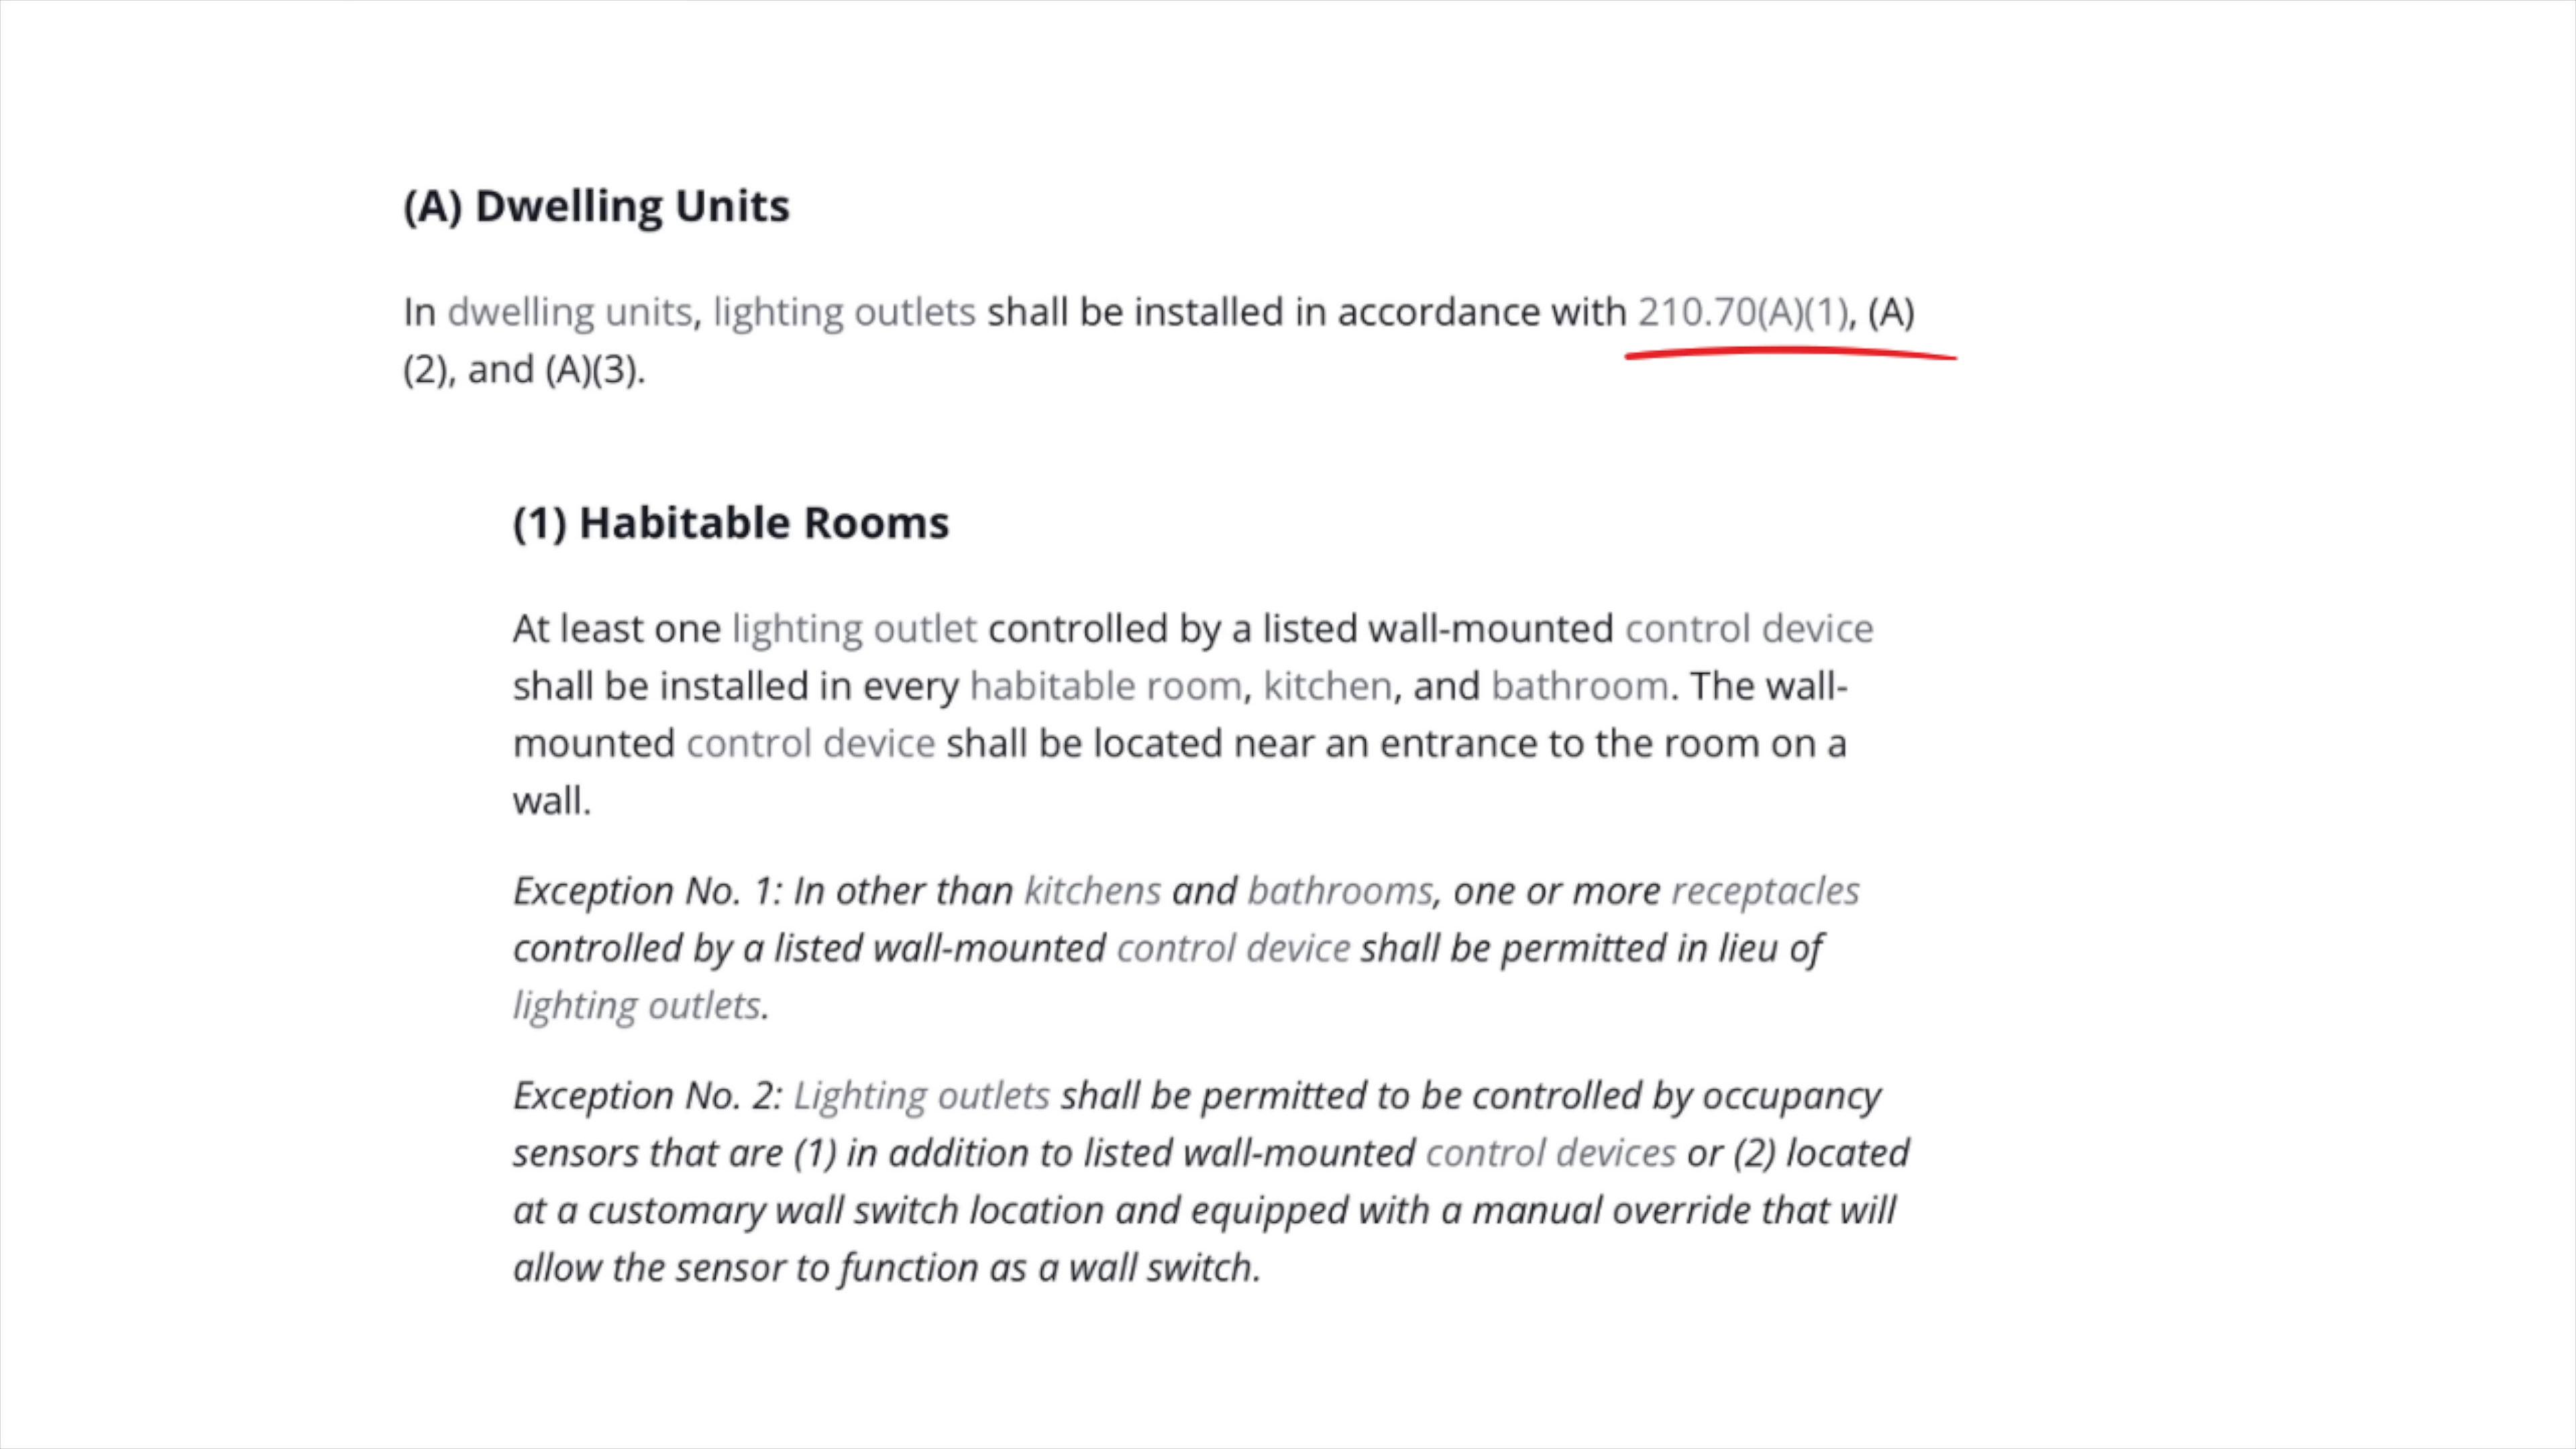 (A) Dwelling Units
In dwelling units, lighting outlets shall be installed in accordance with 210.70(A)(1), (A)
(2), and (A)(3).
(1) Habitable Rooms
At least one lighting outlet controlled by a listed wall-mounted control device
shall be installed in every habitable room, kitchen, and bathroom. The wall-
mounted control device shall be located near an entrance to the room on a
wall.
Exception No. 1: In other than kitchens and bathrooms, one or more receptacles
controlled by a listed wall-mounted control device shall be permitted in lieu of
lighting outlets.
Exception No. 2: Lighting outlets shall be permitted to be controlled by occupancy
sensors that are (1) in addition to listed wall-mounted control devices or (2) located
at a customary wall switch location and equipped with a manual override that will
allow the sensor to function as a wall switch.